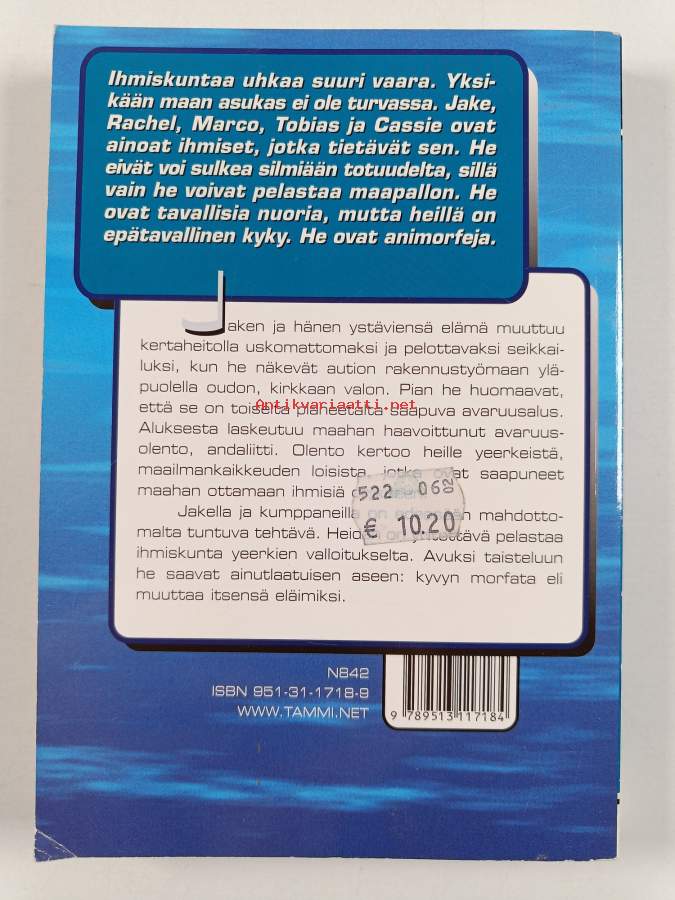 Ihmiskuntaa uhkaa suuri vaara. Yksi-
kään maan asukas ei ole turvassa. Jake,
Rachel, Marco, Tobias ja Cassie ovat
ainoat ihmiset, jotka tietävät sen. He
eivät voi sulkea silmiään totuudelta, sillä
vain he voivat pelastaa maapallon. He
ovat tavallisia nuoria, mutta heillä on
epätavallinen kyky. He ovat animorfeja.
Jaken ja hänen ystäviensä elämä muuttuu
kertaheitolla uskomattomaksi ja pelottavaksi seikkai-
luksi, kun he näkevät aution rakennustyömaan ylä-
puolella oudon, kirkkaan valon. Pian he huomaavat,
että se on toiselta planeetalta saapuva avaruusalus.
Antikvariaatti.net
Aluksesta laskeutuu maahan haavoittunut avaruus-
olento, andaliitti. Olento kertoo heille yeerkeistä,
maailmankaikkeuden loisista, jotka ovat saapuneet
maahan ottamaan ihmisiä
522 06 02
€ 10.20
Jakella ja kumppaneilla on mahdotto-
malta tuntuva tehtävä. pelastaa
ihmiskunta yeerkien valloitukselta. Avuksi taisteluun
he saavat ainutlaatuisen aseen: kyvyn morfata eli
muuttaa itsensä eläimiksi.
N842
ISBN 951-31-1718-9
WWW.TAMMI.NET
9 789513 117184